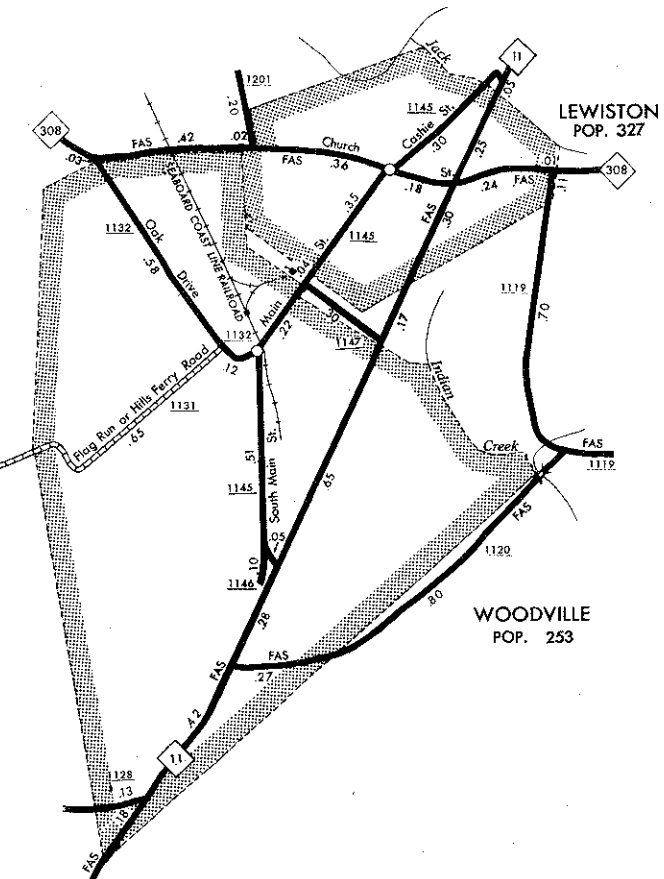 Jack
11
LEWISTON
POP. 327
1201
.20
1145
St.
Cashie
.30
.05
.25
308
.03
FAS
.42
.02
FAS
Church
.36
.18
St.
.24
FAS
.01
.11
308
SEABOARD COAST LINE RAILROAD
1132
Oak
.58
Drive
.35
St.
1145
.04
FAS
.30
1119
.70
1132
Main
.22
.30
1147
.17
Indian
Creek
.12
Flag Run or Hills Ferry Road
.65
1131
FAS
1119
.51
1145
South Main
St.
.65
FAS
1120
.80
.05
.10
1146
.28
WOODVILLE
POP. 253
FAS
FAS
.27
.42
11
1128
.13
.18
FAS